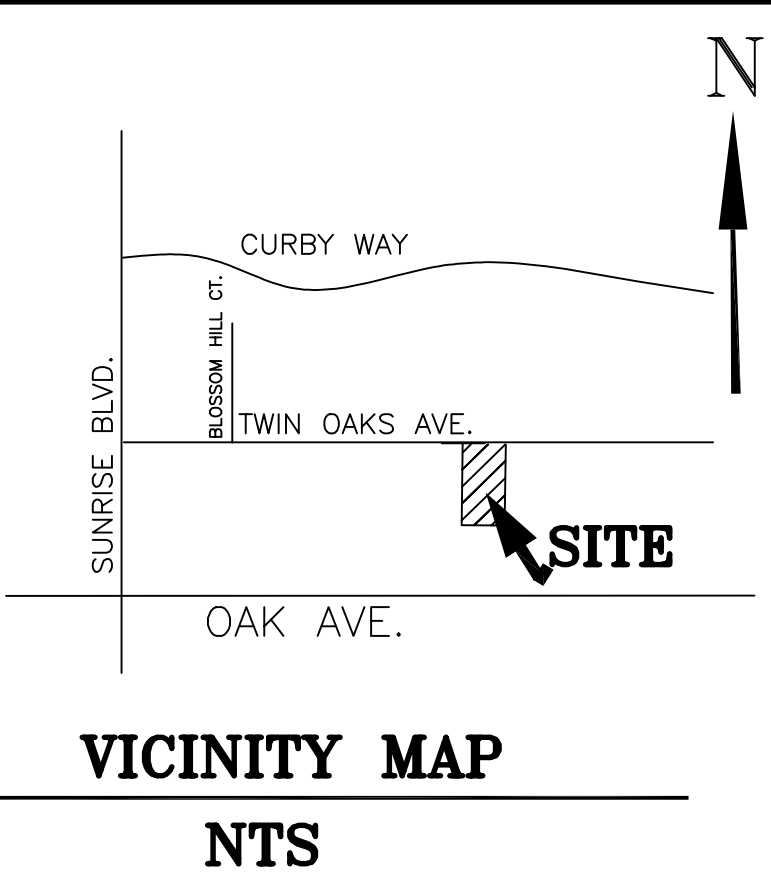 N
CURBY WAY
BLOSSOM HILL CT.
SUNRISE BLVD.
TWIN OAKS AVE.
SITE
OAK AVE.
VICINITY MAP
NTS